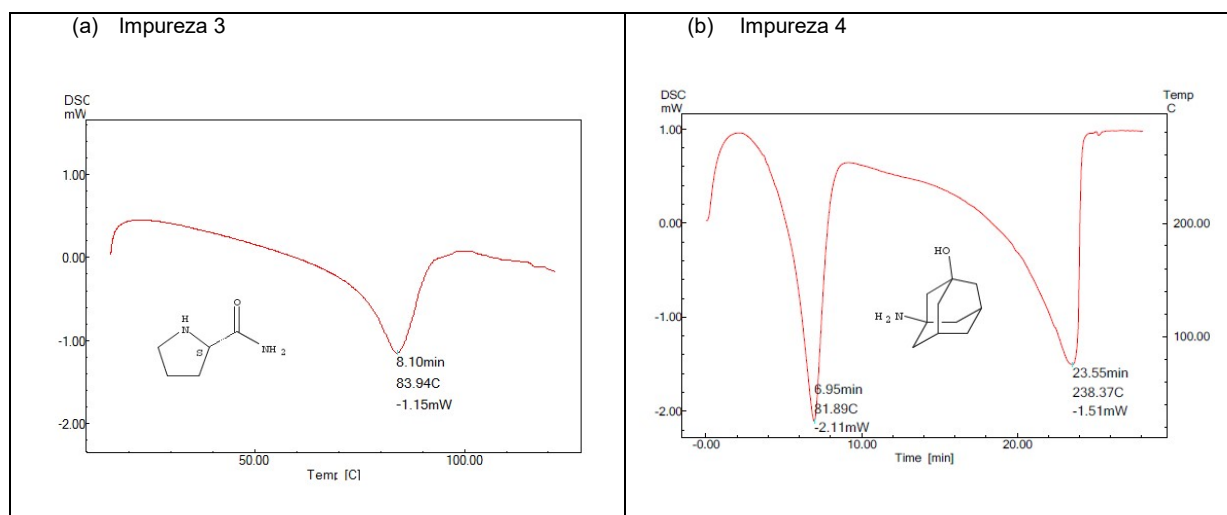 (a) Impureza 3
DSC
mW
1.00
0.00
-1.00
-2.00
H
N
O
S
NH 2
8.10min
83.94C
-1.15mW
50.00
100.00
Temp [C]
(b) Impureza 4
DSC
mW
Temp
C
1.00
0.00
-1.00
-2.00
200.00
100.00
HO
H 2 N
6.95min
81.89C
-2.11mW
23.55min
238.37C
-1.51mW
-0.00
10.00
20.00
Time [min]